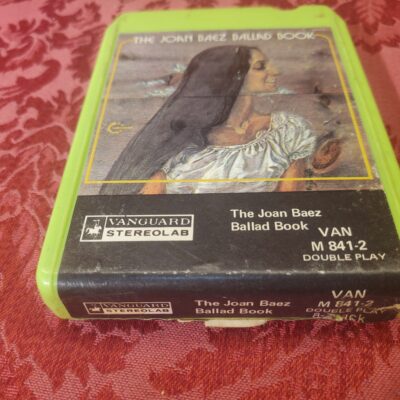 THE JOAN BAEZ BALLAD BOOK
VANGUARD
STEREOLAB
The Joan Baez
Ballad Book
VAN
M 841-2
DOUBLE PLAY
VANGUARD
STEREOLAB
The Joan Baez
Ballad Book
VAN
M 841-2
DOUBLE PLAY